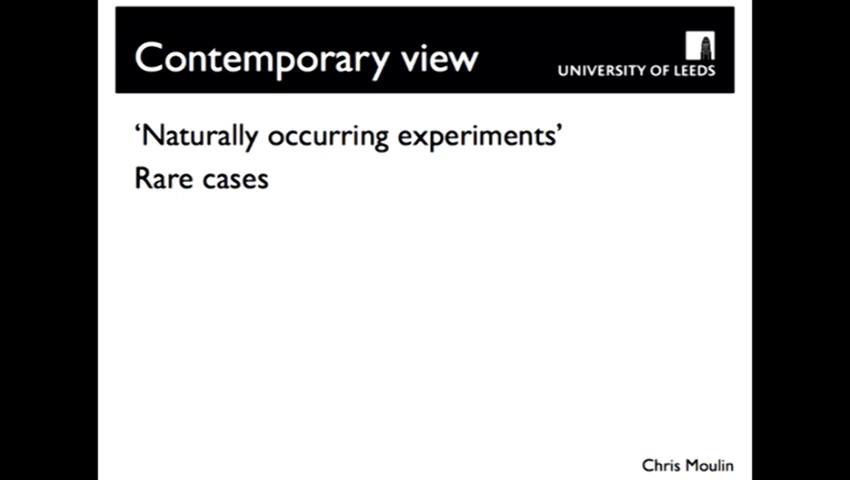 Contemporary view
UNIVERSITY OF LEEDS
‘Naturally occurring experiments’
Rare cases
Chris Moulin